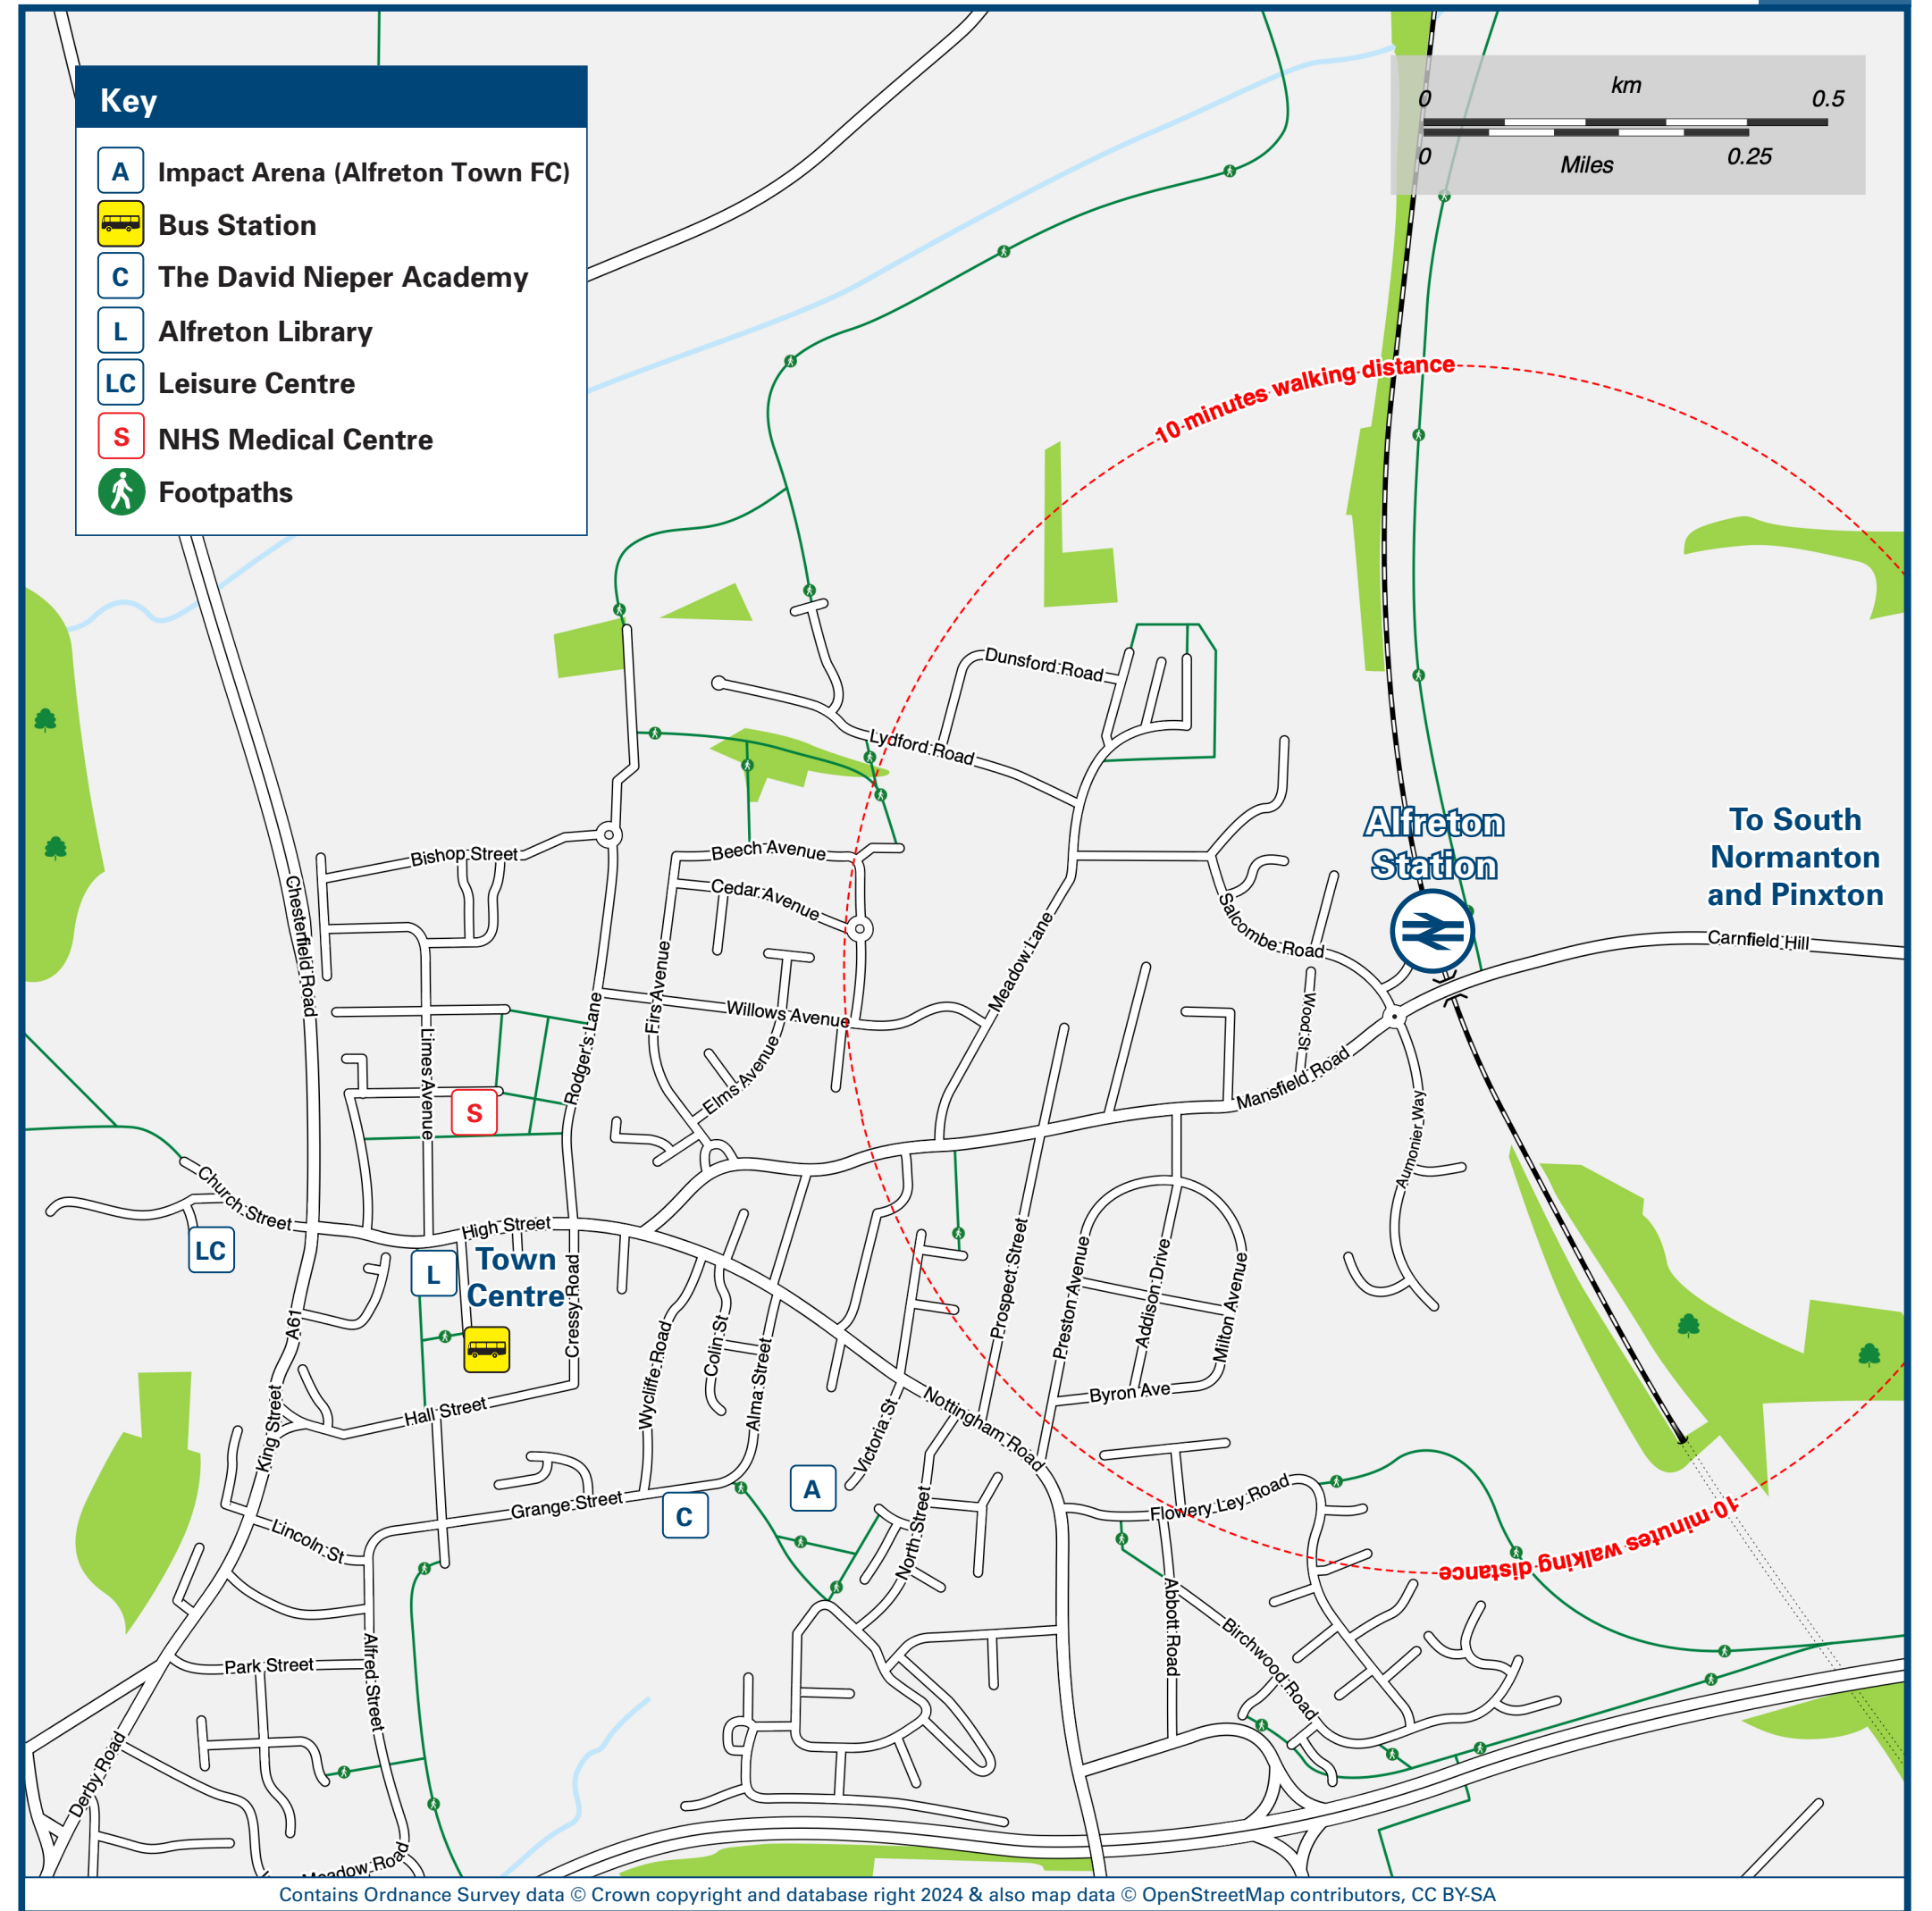 Key
A
Impact Arena (Alfreton Town FC)
Bus Station
C
The David Nieper Academy
L
Alfreton Library
LC
Leisure Centre
S
NHS Medical Centre
Footpaths
km
0
0.5
0
Miles
0.25
10 minutes walking distance
Dunsford Road
Lydford Road
Alfreton
Station
To South
Normanton
and Pinxton
Bishop Street
Beech Avenue
Cedar Avenue
Chesterfield Road
Salcombe Road
Carnfield Hill
Meadow Lane
Firs Avenue
Willows Avenue
Wood St
Limes Avenue
Rodger's Lane
Elms Avenue
Mansfield Road
S
Aumonier Way
Church Street
High Street
LC
L
Town
Centre
A61
Cressy Road
Wycliffe Road
Colin St
Alma Street
Prospect Street
Preston Avenue
Addison Drive
Milton Avenue
Byron Ave
King Street
Hall Street
Victoria St
Nottingham Road
A
C
Grange Street
Flowery Ley Road
Lincoln St
North Street
10 minutes walking distance
Abbott Road
Birchwood Road
Park Street
Alfred Street
Derby Road
Meadow Road
Contains Ordnance Survey data © Crown copyright and database right 2024 & also map data © OpenStreetMap contributors, CC BY-SA